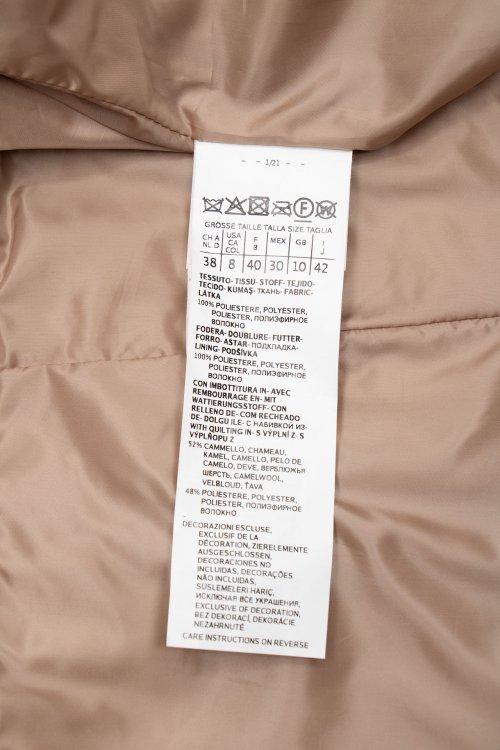 - - 1/21 - -
F
GRÖSSE TAILLE TALLA SIZE TAGLIA
CH A NL D USA CA COL F B MEX GB I J
38 8 40 30 10 42
TESSUTO- TISSU- STOFF- TEJIDO-
TECIDO- KUMAŞ- ТКАНЬ- FABRIC-
LÁTKA
100% POLIESTERE, POLYESTER,
POLIESTER, ПОЛИЭФИРНОЕ
ВОЛОКНО
FODERA- DOUBLURE- FUTTER-
FORRO- ASTAR- ПОДКЛАДКА-
LINING- PODŠÍVKA
100% POLIESTERE, POLYESTER,
POLIESTER, ПОЛИЭФИРНОЕ
ВОЛОКНО
CON IMBOTTITURA IN- AVEC
REMBOURRAGE EN- MIT
WATTIERUNGSSTOFF- CON
RELLENO DE- COM RECHEADO
DE- DOLGU ILE- С НАБИВКОЙ ИЗ-
WITH QUILTING IN- S VÝPLNÍ Z- S
VÝPLŇOPU Z
52% CAMMELLO, CHAMEAU,
KAMEL, CAMELLO, PELO DE
CAMELO, DEVE, ВЕРБЛЮЖЬЯ
ШЕРСТЬ, CAMELWOOL,
VELBLOUD, ŤAVA
48% POLIESTERE, POLYESTER,
POLIESTER, ПОЛИЭФИРНОЕ
ВОЛОКНО
DECORAZIONI ESCLUSE,
EXCLUSIF DE LA
DÉCORATION, ZIERELEMENTE
AUSGESCHLOSSEN,
DECORACIONES NO
INCLUIDAS, DECORAÇÕES
NÃO INCLUIDAS,
SÜSLEMELERI HARIÇ,
ИСКЛЮЧАЯ ВСЕ УКРАШЕНИЯ,
EXCLUSIVE OF DECORATION,
BEZ DEKORACÍ, DEKORÁCIE
NEZAHRNUTÉ
CARE INSTRUCTIONS ON REVERSE